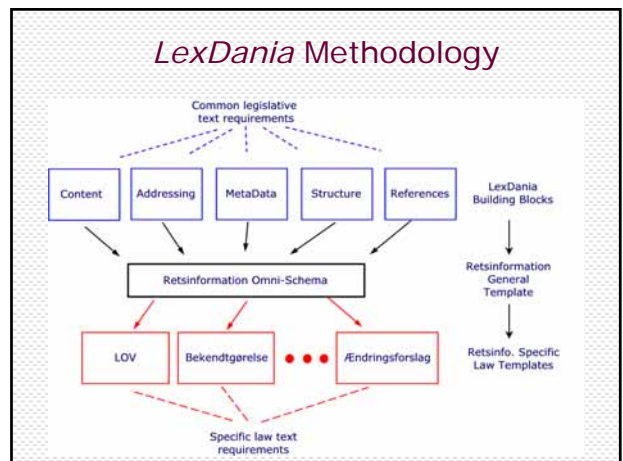 LexDania Methodology
Common legislative
text requirements
Content
Addressing
MetaData
Structure
References
LexDania
Building Blocks
Retsinformation Omni-Schema
Retsinformation
General
Template
LOV
Bekendtgørelse
Ændringsforslag
Retsinfo. Specific
Law Templates
Specific law text
requirements